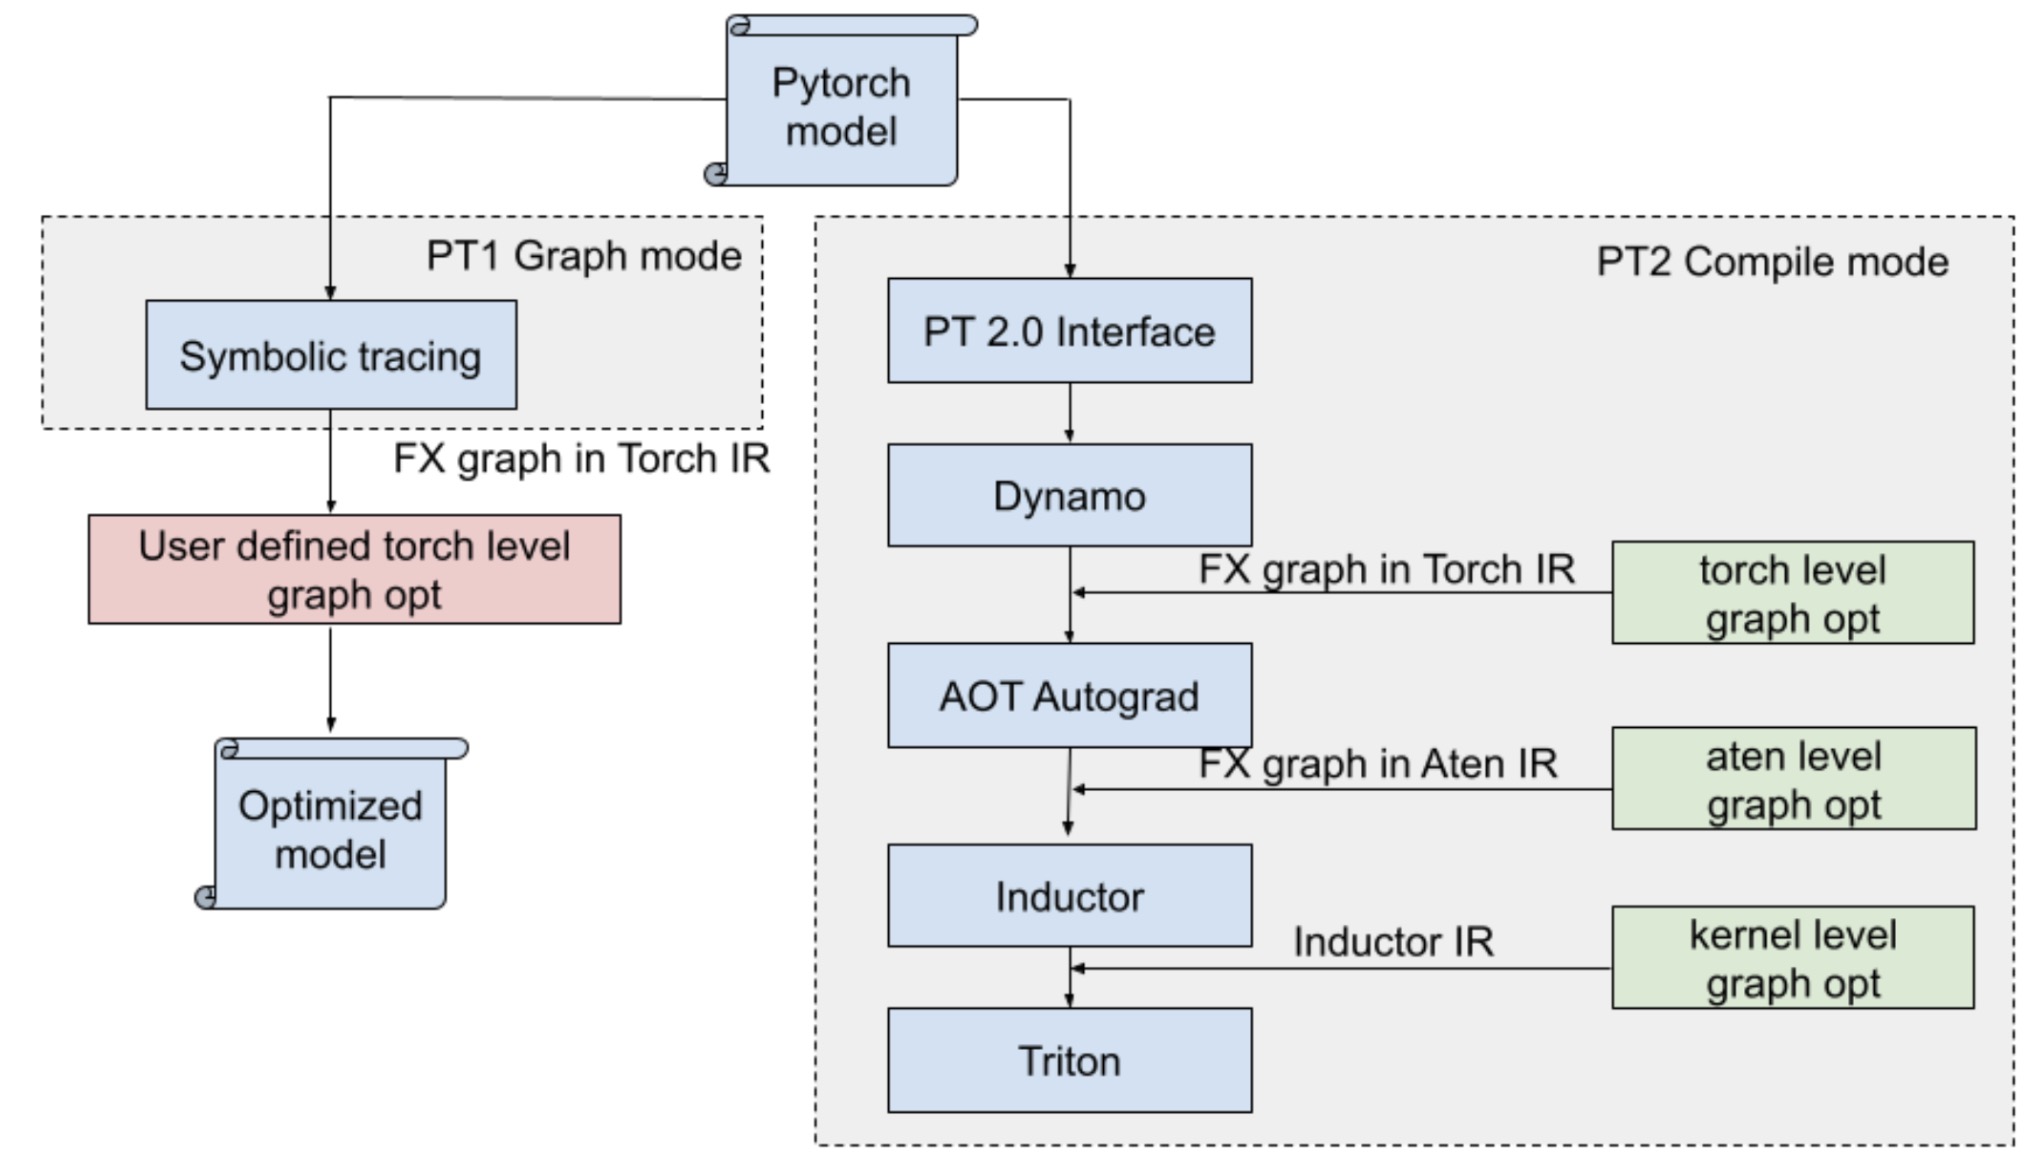 Pytorch
model
PT1 Graph mode
Symbolic tracing
FX graph in Torch IR
User defined torch level
graph opt
Optimized
model
PT2 Compile mode
PT 2.0 Interface
Dynamo
FX graph in Torch IR
torch level
graph opt
AOT Autograd
FX graph in Aten IR
aten level
graph opt
Inductor
Inductor IR
kernel level
graph opt
Triton